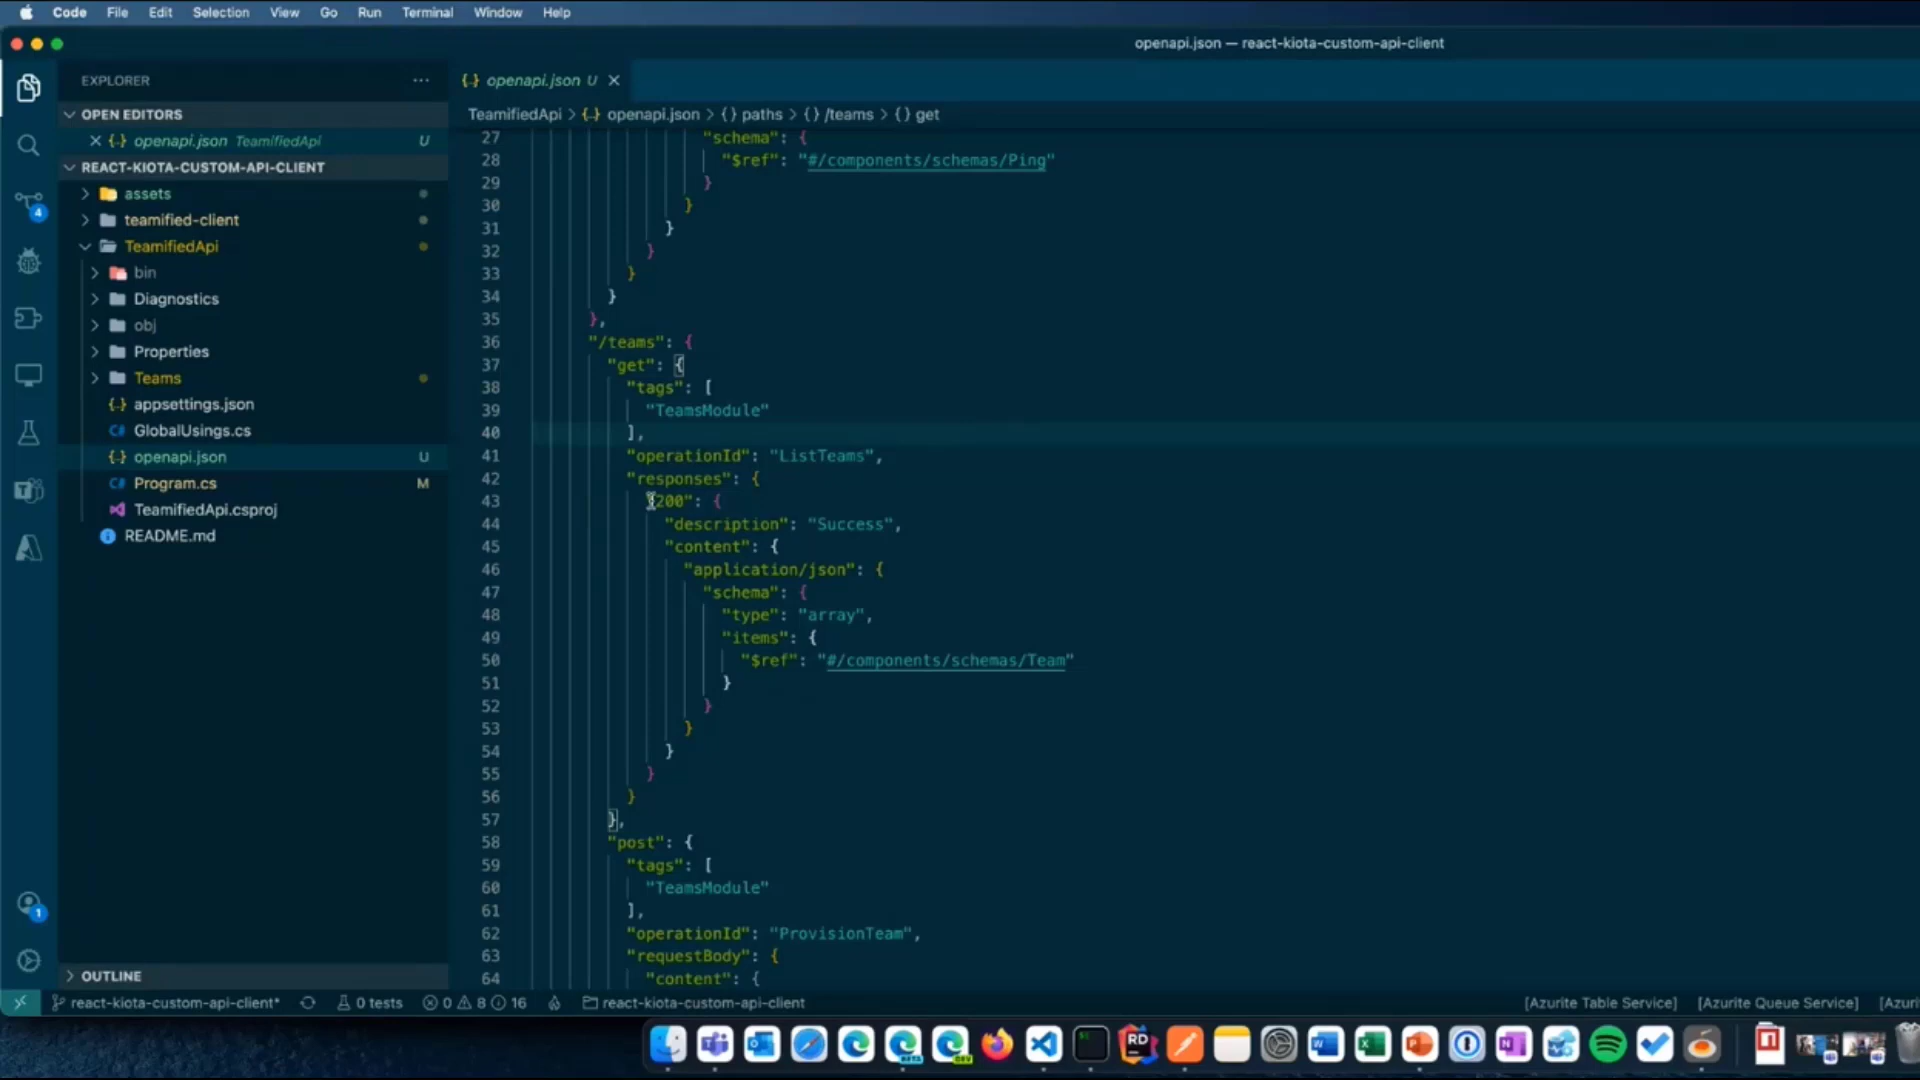 Code File Edit Selection View Go Run Terminal Window Help
openapi.json — react-kiota-custom-api-client
EXPLORER
OPEN EDITORS
openapi.json TeamifiedApi U
REACT-KIOTA-CUSTOM-API-CLIENT
assets
teamified-client
TeamifiedApi
bin
Diagnostics
obj
Properties
Teams
appsettings.json
GlobalUsings.cs
openapi.json U
Program.cs M
TeamifiedApi.csproj
README.md
OUTLINE
4
1
{..} openapi.json U
TeamifiedApi > {..} openapi.json > {} paths > {} /teams > {} get
27 "schema": {
28 "$ref": "#/components/schemas/Ping"
29 }
30 }
31 }
32 }
33 }
34 }
35 },
36 "/teams": {
37 "get": {
38 "tags": [
39 "TeamsModule"
40 ],
41 "operationId": "ListTeams",
42 "responses": {
43 "200": {
44 "description": "Success",
45 "content": {
46 "application/json": {
47 "schema": {
48 "type": "array",
49 "items": {
50 "$ref": "#/components/schemas/Team"
51 }
52 }
53 }
54 }
55 }
56 }
57 },
58 "post": {
59 "tags": [
60 "TeamsModule"
61 ],
62 "operationId": "ProvisionTeam",
63 "requestBody": {
64 "content": {
react-kiota-custom-api-client* 0 tests 0 8 16 react-kiota-custom-api-client [Azurite Table Service] [Azurite Queue Service] [Azuri
BETA DEV RD